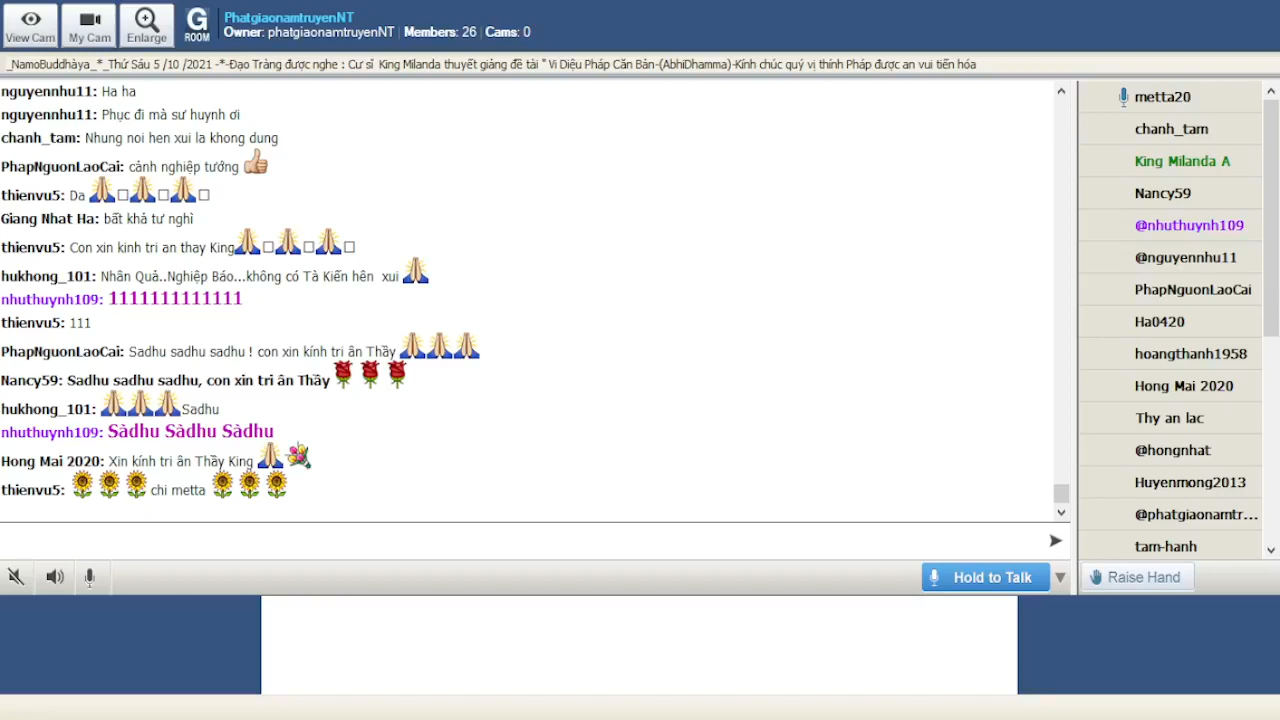 View Cam
My Cam
Enlarge
G
ROOM
PhatgiaonamtruyenNT
Owner: phatgiaonamtruyenNT | Members: 26 | Cams: 0
_NamoBuddhàya_*_Thứ Sáu 5 /10 /2021 -*-Đạo Tràng được nghe : Cư sĩ King Milanda thuyết giảng đề tài " Vi Diệu Pháp Căn Bản-(AbhiDhamma)-Kính chúc quý vị thính Pháp được an vui tiến hóa
nguyennhu11: Ha ha
nguyennhu11: Phục đi mà sư huynh ơi
chanh_tam: Nhung noi hen xui la khong dung
PhapNguonLaoCai: cảnh nghiệp tướng 👍
thienvu5: Da 🙏□🙏□🙏□
Giang Nhat Ha: bất khả tư nghì
thienvu5: Con xin kinh tri an thay King🙏□🙏□🙏□
hukhong_101: Nhân Quả..Nghiệp Báo...không có Tà Kiến hên xui 🙏
nhuthuynh109: 1111111111111
thienvu5: 111
PhapNguonLaoCai: Sadhu sadhu sadhu ! con xin kính tri ân Thầy 🙏🙏🙏
Nancy59: Sadhu sadhu sadhu, con xin tri ân Thầy 🌹🌹🌹
hukhong_101: 🙏🙏🙏Sadhu
nhuthuynh109: Sàdhu Sàdhu Sàdhu
Hong Mai 2020: Xin kính tri ân Thầy King 🙏💐
thienvu5: 🌻🌻🌻 chi metta 🌻🌻🌻
metta20
chanh_tam
King Milanda A
Nancy59
@nhuthuynh109
@nguyennhu11
PhapNguonLaoCai
Ha0420
hoangthanh1958
Hong Mai 2020
Thy an lac
@hongnhat
Huyenmong2013
@phatgiaonamtr...
tam-hanh
Hold to Talk
Raise Hand